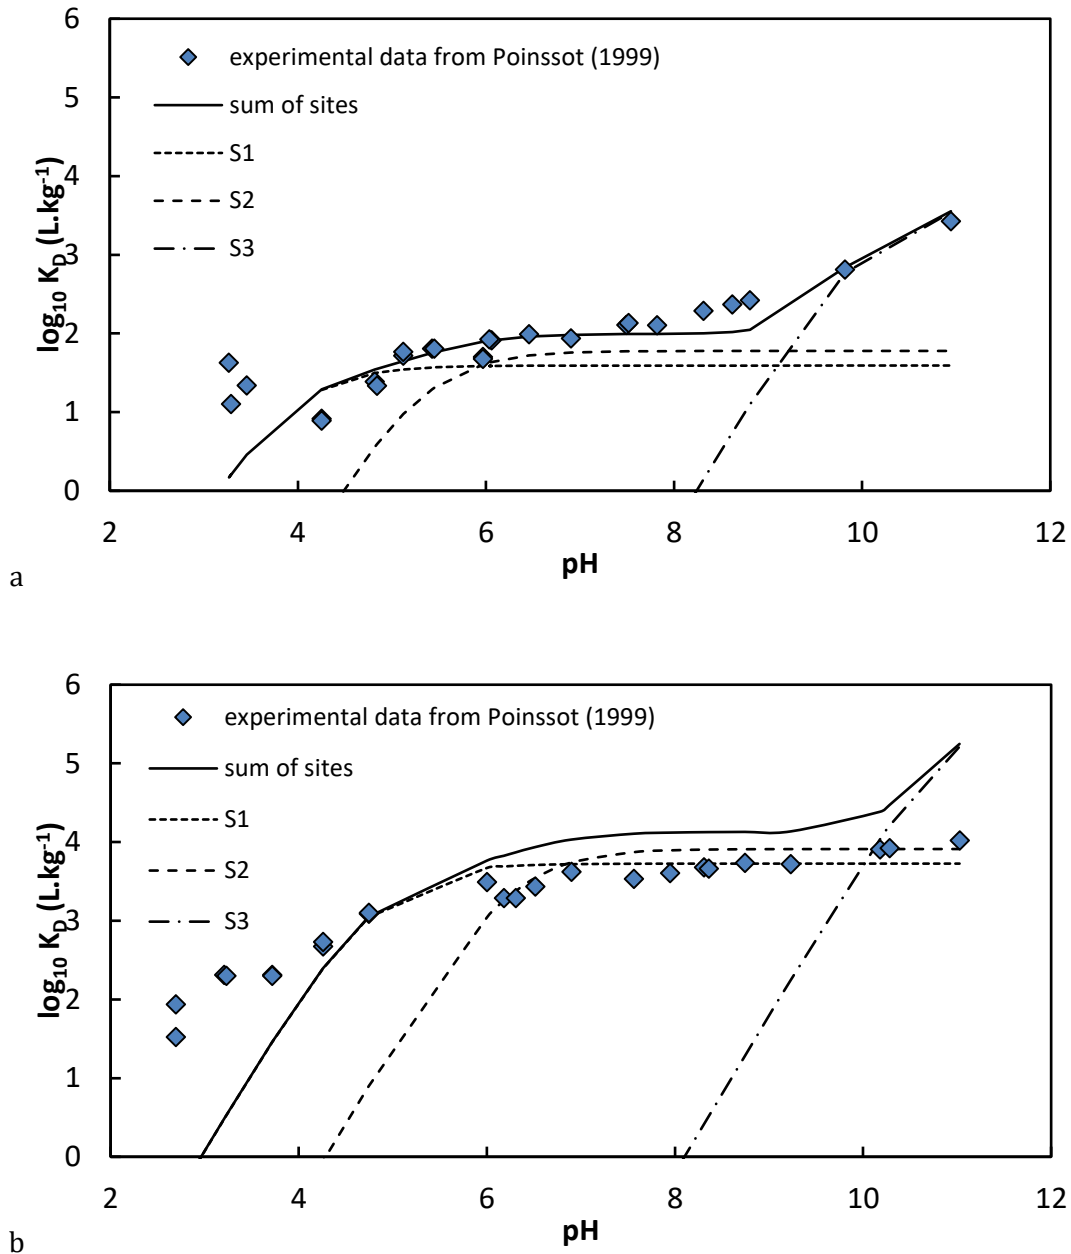 6
5
4
3
2
1
0
log₁₀ K_D (L.kg⁻¹)
experimental data from Poinssot (1999)
sum of sites
S1
S2
S3
2 4 6 8 10 12
pH
a
6
5
4
3
2
1
0
log₁₀ K_D (L.kg⁻¹)
experimental data from Poinssot (1999)
sum of sites
S1
S2
S3
2 4 6 8 10 12
pH
b